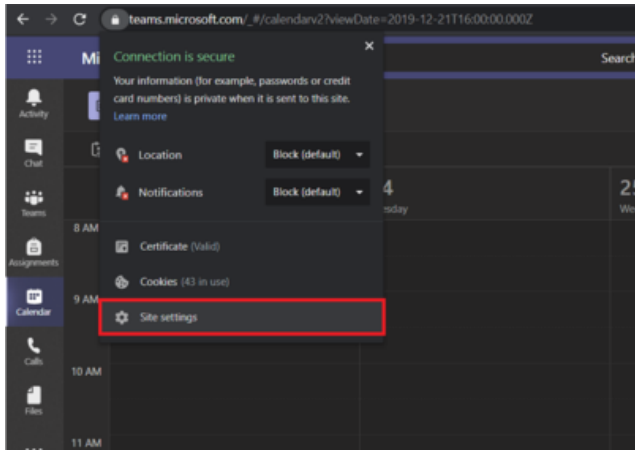 teams.microsoft.com/_#/calendarv2?viewDate=2019-12-21T16:00:00.000Z
Mi
Search
Connection is secure
Your information (for example, passwords or credit
card numbers) is private when it is sent to this site.
Learn more
Activity
Location Block (default)
Chat
Notifications Block (default)
4
sday
25
We
Teams
8 AM
Certificate (Valid)
Assignments
Cookies (43 in use)
9 AM
Site settings
Calendar
Calls
10 AM
Files
11 AM